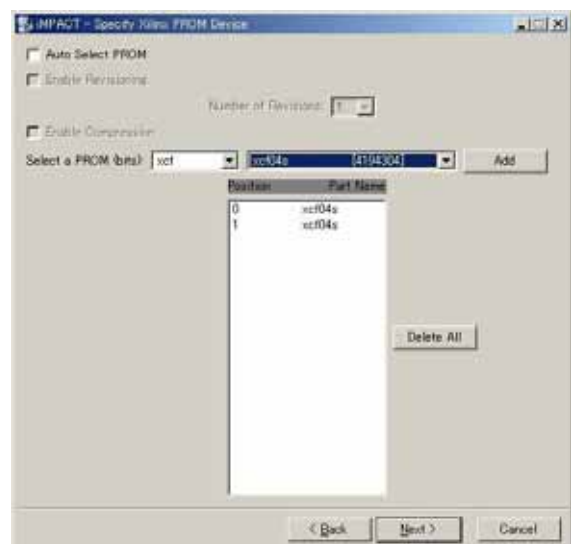 iMPACT - Specify Xilinx PROM Device
Auto Select PROM
Enable Revisioning
Number of Revisions: 1
Enable Compression
Select a PROM (bits): xcf xcf04s [4194304] Add
Position Part Name
0 xcf04s
1 xcf04s
Delete All
< Back Next > Cancel